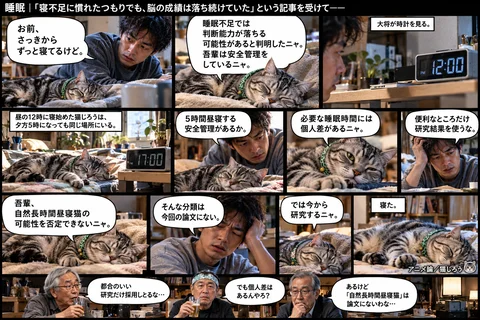 睡眠｜「寝不足に慣れたつもりでも、脳の成績は落ち続けていた」という記事を受けて──
お前、
さっきから
ずっと寝てるけど。
睡眠不足では
判断能力が落ちる
可能性があると判明したニャ。
吾輩は安全管理を
しているニャ。
大将が時計を見る。
12:00
昼の12時に寝始めた猫じろうは、
夕方5時になっても同じ場所にいる。
17:00
5時間昼寝する
安全管理があるか。
必要な睡眠時間には
個人差があるニャ。
便利なところだけ
研究結果を使うな。
吾輩、
自然長時間昼寝猫の
可能性を否定できないニャ。
そんな分類は
今回の論文にない。
では今から
研究するニャ。
寝た。
アニメ論／猫じろう
都合のいい
研究だけ採用しとるな…
でも個人差は
あるんやろ？
あるけど
「自然長時間昼寝猫」は
論文にないわな…